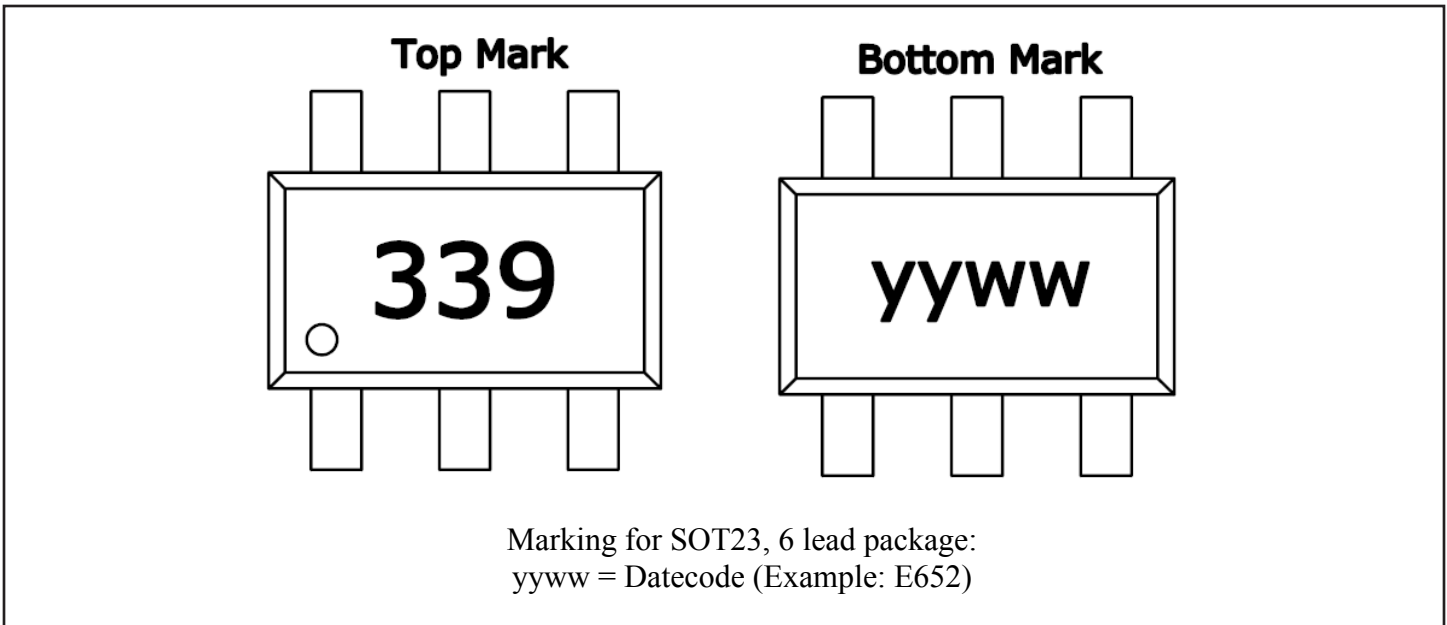 Top Mark
Bottom Mark
339
yyww
Marking for SOT23, 6 lead package:
yyww = Datecode (Example: E652)